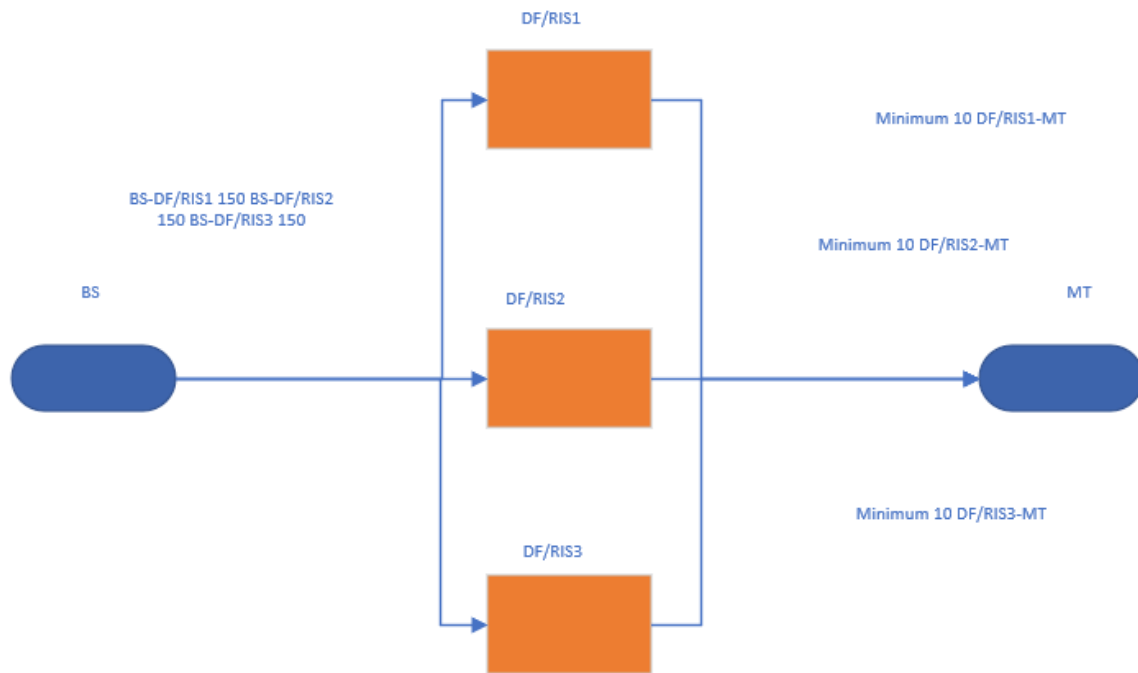 DF/RIS1
Minimum 10 DF/RIS1-MT
BS-DF/RIS1 150 BS-DF/RIS2
150 BS-DF/RIS3 150
Minimum 10 DF/RIS2-MT
BS
DF/RIS2
MT
Minimum 10 DF/RIS3-MT
DF/RIS3